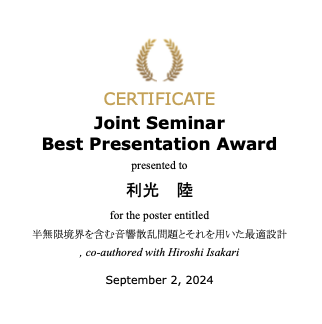 CERTIFICATE
Joint Seminar
Best Presentation Award
presented to
利光　陸
for the poster entitled
半無限境界を含む音響散乱問題とそれを用いた最適設計
, co-authored with Hiroshi Isakari
September 2, 2024